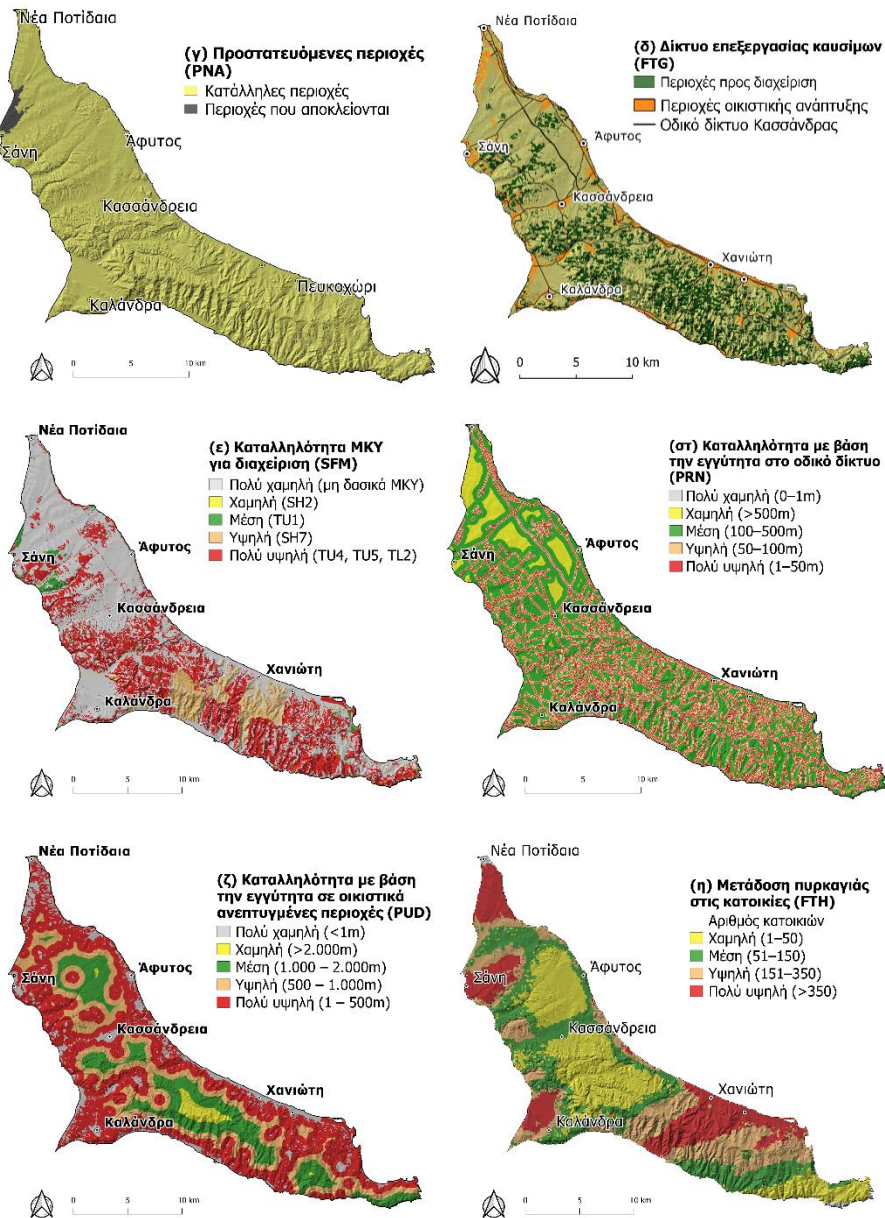 Νέα Ποτίδαια
(γ) Προστατευόμενες περιοχές
(PNA)
Κατάλληλες περιοχές
Περιοχές που αποκλείονται
Άφυτος
Σάνη
Κασσάνδρεια
Πευκοχώρι
Καλάνδρα
0 5 10 km
Νέα Ποτίδαια
(δ) Δίκτυο επεξεργασίας καυσίμων
(FTG)
Περιοχές προς διαχείριση
Περιοχές οικιστικής ανάπτυξης
Οδικό δίκτυο Κασσάνδρας
Άφυτος
Σάνη
Κασσάνδρεια
Χανιώτη
Καλάνδρα
0 5 10 km
Νέα Ποτίδαια
(ε) Καταλληλότητα ΜΚΥ
για διαχείριση (SFM)
Πολύ χαμηλή (μη δασικά ΜΚΥ)
Χαμηλή (SH2)
Μέση (TU1)
Υψηλή (SH7)
Πολύ υψηλή (TU4, TU5, TL2)
Άφυτος
Σάνη
Κασσάνδρεια
Χανιώτη
Καλάνδρα
0 5 10 km
Νέα Ποτίδαια
(στ) Καταλληλότητα με βάση
την εγγύτητα στο οδικό δίκτυο
(PRN)
Πολύ χαμηλή (0–1m)
Χαμηλή (>500m)
Μέση (100–500m)
Υψηλή (50–100m)
Πολύ υψηλή (1–50m)
Άφυτος
Σάνη
Κασσάνδρεια
Χανιώτη
Καλάνδρα
0 5 10 km
Νέα Ποτίδαια
(ζ) Καταλληλότητα με βάση
την εγγύτητα σε οικιστικά
ανεπτυγμένες περιοχές (PUD)
Πολύ χαμηλή (<1m)
Χαμηλή (>2.000m)
Μέση (1.000 – 2.000m)
Υψηλή (500 – 1.000m)
Πολύ υψηλή (1 – 500m)
Άφυτος
Σάνη
Κασσάνδρεια
Χανιώτη
Καλάνδρα
0 5 10 km
Νέα Ποτίδαια
(η) Μετάδοση πυρκαγιάς
στις κατοικίες (FTH)
Αριθμός κατοικιών
Χαμηλή (1–50)
Μέση (51–150)
Υψηλή (151–350)
Πολύ υψηλή (>350)
Άφυτος
Σάνη
Κασσάνδρεια
Χανιώτη
Καλάνδρα
0 5 10 km